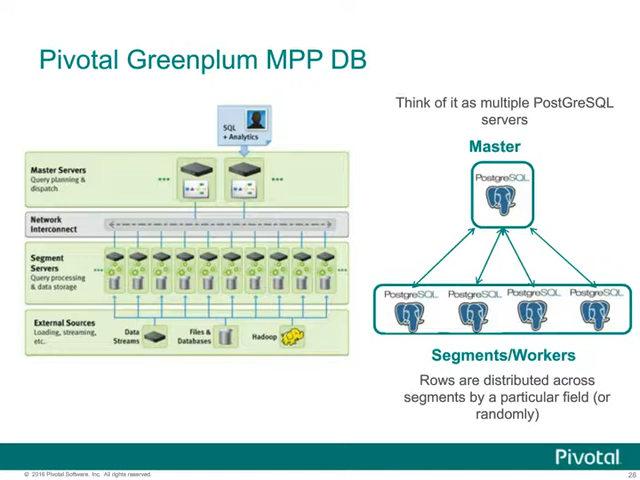 Pivotal Greenplum MPP DB
SQL
+ Analytics
Master Servers
Query planning &
dispatch
Network
Interconnect
Segment
Servers
Query processing
& data storage
External Sources
Loading, streaming,
etc.
Data
Streams
Files &
Databases
Hadoop
Think of it as multiple PostGreSQL
servers
Master
PostgreSQL
PostgreSQL PostgreSQL PostgreSQL PostgreSQL
Segments/Workers
Rows are distributed across
segments by a particular field (or
randomly)
Pivotal
© 2016 Pivotal Software, Inc. All rights reserved.
28